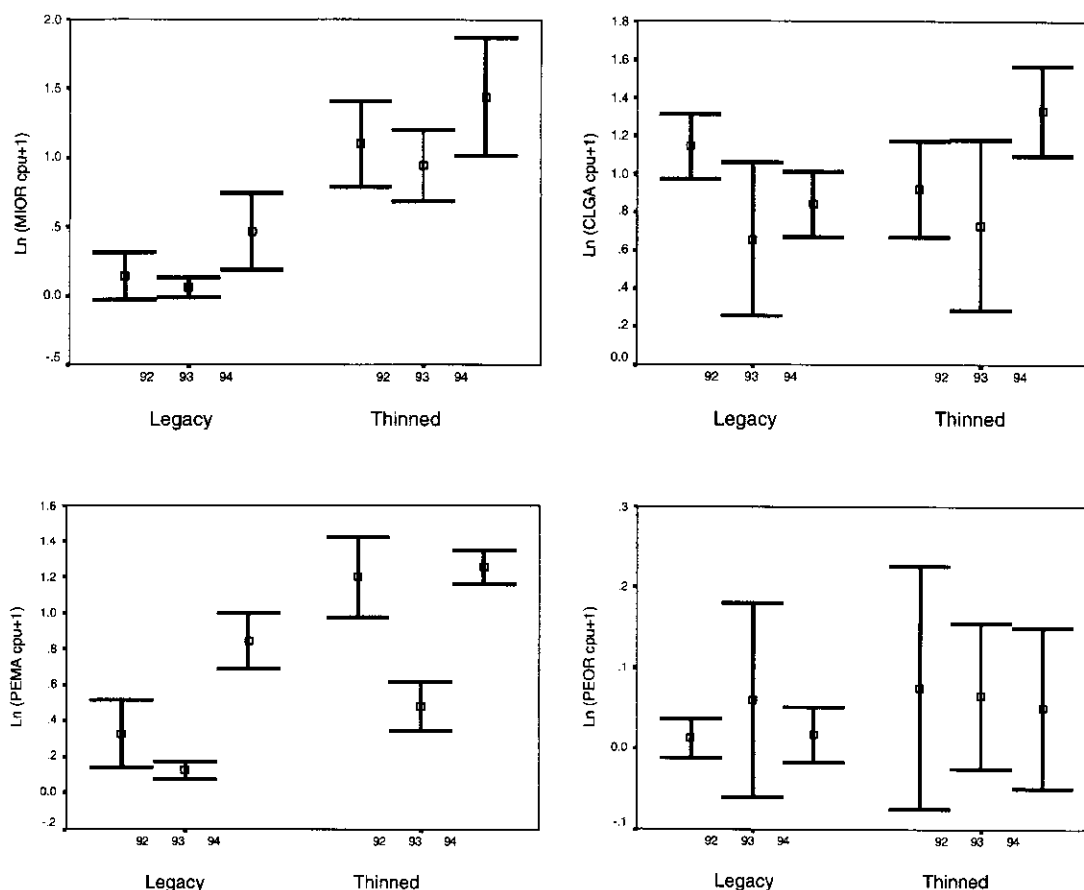 Ln (MIOR cpu+1)
2.0
1.5
1.0
.5
0.0
-.5
92 93 94 92 93 94
Legacy Thinned
Ln (CLGA cpu+1)
1.8
1.6
1.4
1.2
1.0
.8
.6
.4
.2
0.0
92 93 94 92 93 94
Legacy Thinned
Ln (PEMA cpu+1)
1.6
1.4
1.2
1.0
.8
.6
.4
.2
0.0
-.2
92 93 94 92 93 94
Legacy Thinned
Ln (PEOR cpu+1)
.3
.2
.1
0.0
-.1
92 93 94 92 93 94
Legacy Thinned